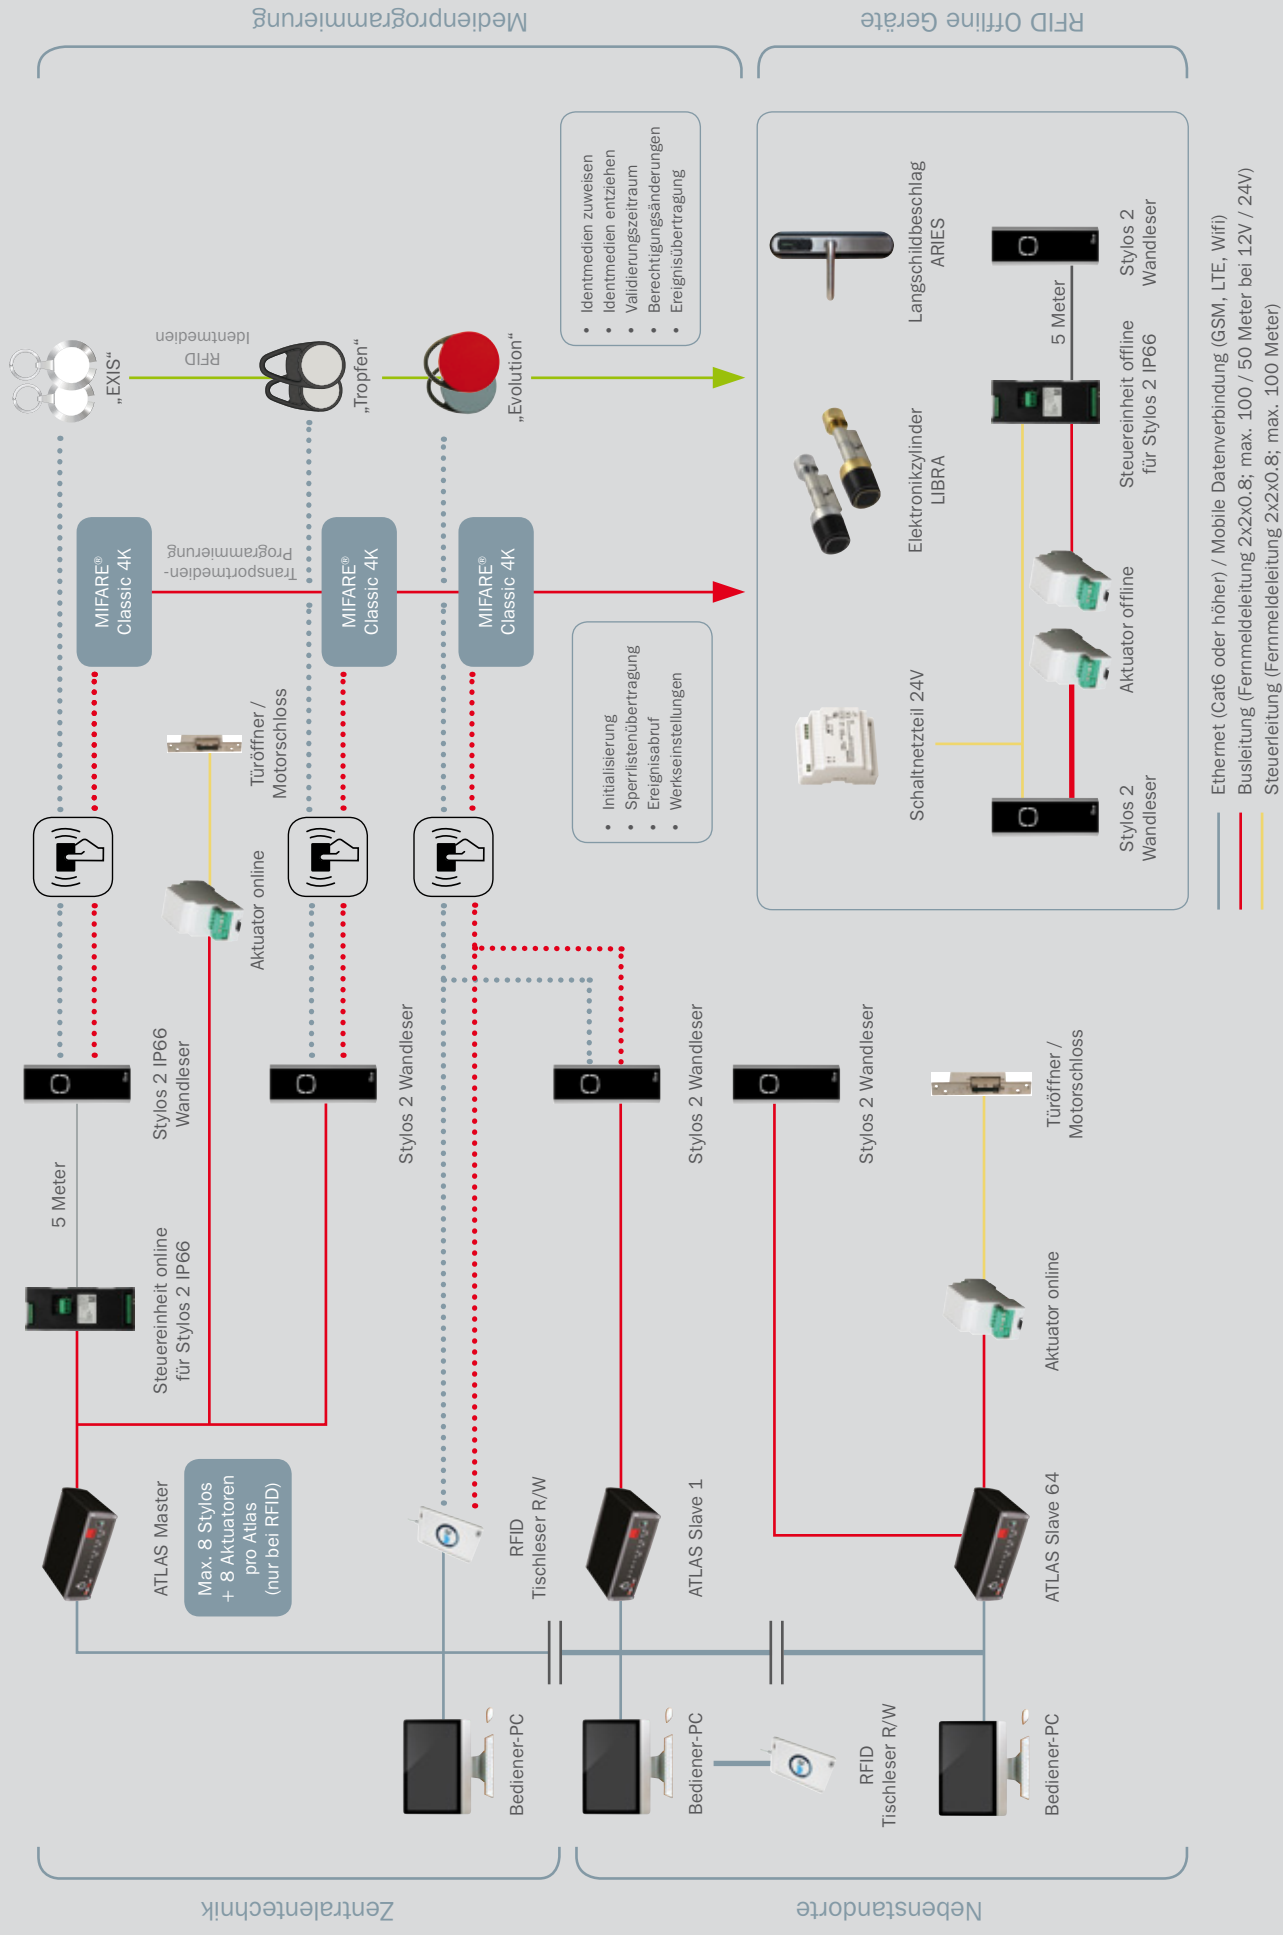 Zentralentechnik
Nebenstandorte
Medienprogrammierung
RFID Offline Geräte
5 Meter
Steuereinheit online
für Stylos 2 IP66
Stylos 2 IP66
Wandleser
ATLAS Master
Max. 8 Stylos
+ 8 Aktuatoren
pro Atlas
(nur bei RFID)
Aktuator online
Türöffner /
Motorschloss
Stylos 2 Wandleser
Bediener-PC
RFID
Tischleser R/W
MIFARE®
Classic 4K
Transportmedien-
Programmierung
MIFARE®
Classic 4K
MIFARE®
Classic 4K
„EXIS“
RFID
Identmedien
„Tropfen“
„Evolution“
• Initialisierung
• Sperrlistenübertragung
• Ereignisabruf
• Werkseinstellungen
• Identmedien zuweisen
• Identmedien entziehen
• Validierungszeitraum
• Berechtigungsänderungen
• Ereignisübertragung
Bediener-PC
ATLAS Slave 1
Stylos 2 Wandleser
RFID
Tischleser R/W
Stylos 2 Wandleser
Bediener-PC
ATLAS Slave 64
Aktuator online
Türöffner /
Motorschloss
Schaltnetzteil 24V
Elektronikzylinder
LIBRA
Langschildbeschlag
ARIES
5 Meter
Stylos 2
Wandleser
Aktuator offline
Steuereinheit offline
für Stylos 2 IP66
Stylos 2
Wandleser
Ethernet (Cat6 oder höher) / Mobile Datenverbindung (GSM, LTE, Wifi)
Busleitung (Fernmeldeleitung 2x2x0.8; max. 100 / 50 Meter bei 12V / 24V)
Steuerleitung (Fernmeldeleitung 2x2x0.8; max. 100 Meter)